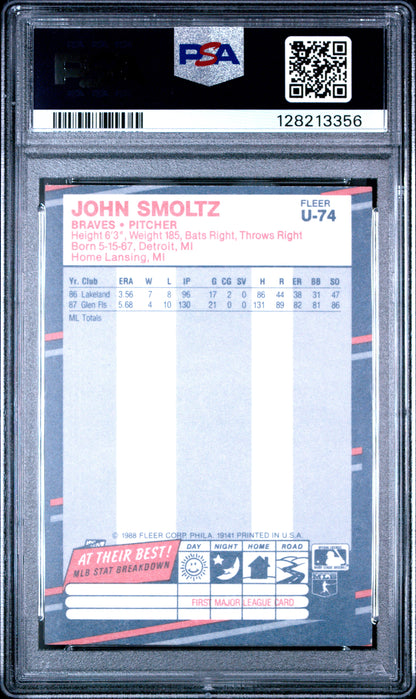 PSA
128213356
JOHN SMOLTZ
FLEER
U-74
BRAVES • PITCHER
Height 6'3", Weight 185, Bats Right, Throws Right
Born 5-15-67, Detroit, MI
Home Lansing, MI
Yr. Club ERA W L IP G CG SV H R ER BB SO
86 Lakeland 3.56 7 8 96 17 2 0 86 44 38 31 47
87 Glen Fls 5.68 4 10 130 21 0 0 131 89 82 81 86
ML Totals
© 1988 FLEER CORP. PHILA. 19141 PRINTED IN U.S.A.
AT THEIR BEST!
MLB STAT BREAKDOWN
DAY NIGHT HOME ROAD
FIRST MAJOR LEAGUE CARD